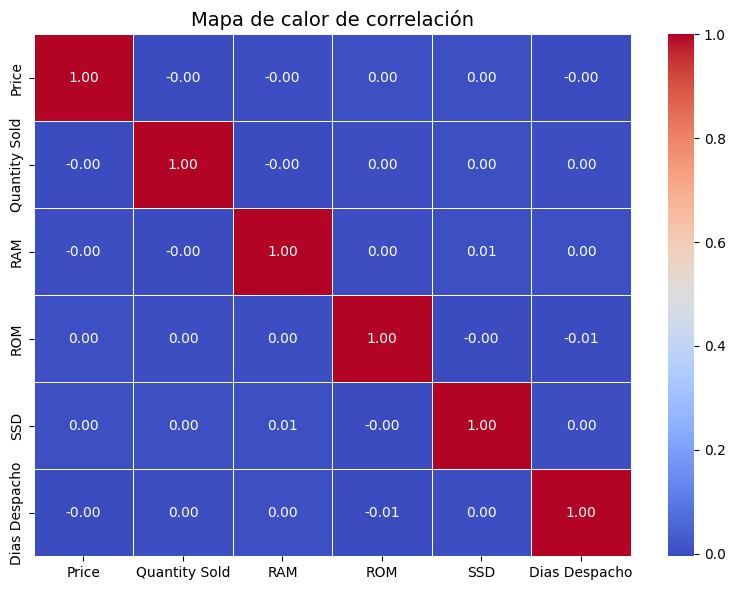 Mapa de calor de correlación
Price 1.00 -0.00 -0.00 0.00 0.00 -0.00
Quantity Sold -0.00 1.00 -0.00 0.00 0.00 0.00
RAM -0.00 -0.00 1.00 0.00 0.01 0.00
ROM 0.00 0.00 0.00 1.00 -0.00 -0.01
SSD 0.00 0.00 0.01 -0.00 1.00 0.00
Dias Despacho -0.00 0.00 0.00 -0.01 0.00 1.00
Price Quantity Sold RAM ROM SSD Dias Despacho
1.0
0.8
0.6
0.4
0.2
0.0